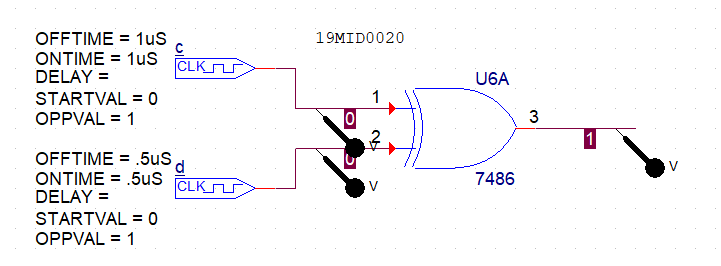 19MID0020
OFFTIME = 1uS
ONTIME = 1uS
DELAY =
STARTVAL = 0
OPPVAL = 1
c
CLK
U6A
1
0
2
V
0
3
1
V
7486
OFFTIME = .5uS
ONTIME = .5uS
DELAY =
STARTVAL = 0
OPPVAL = 1
d
CLK
V